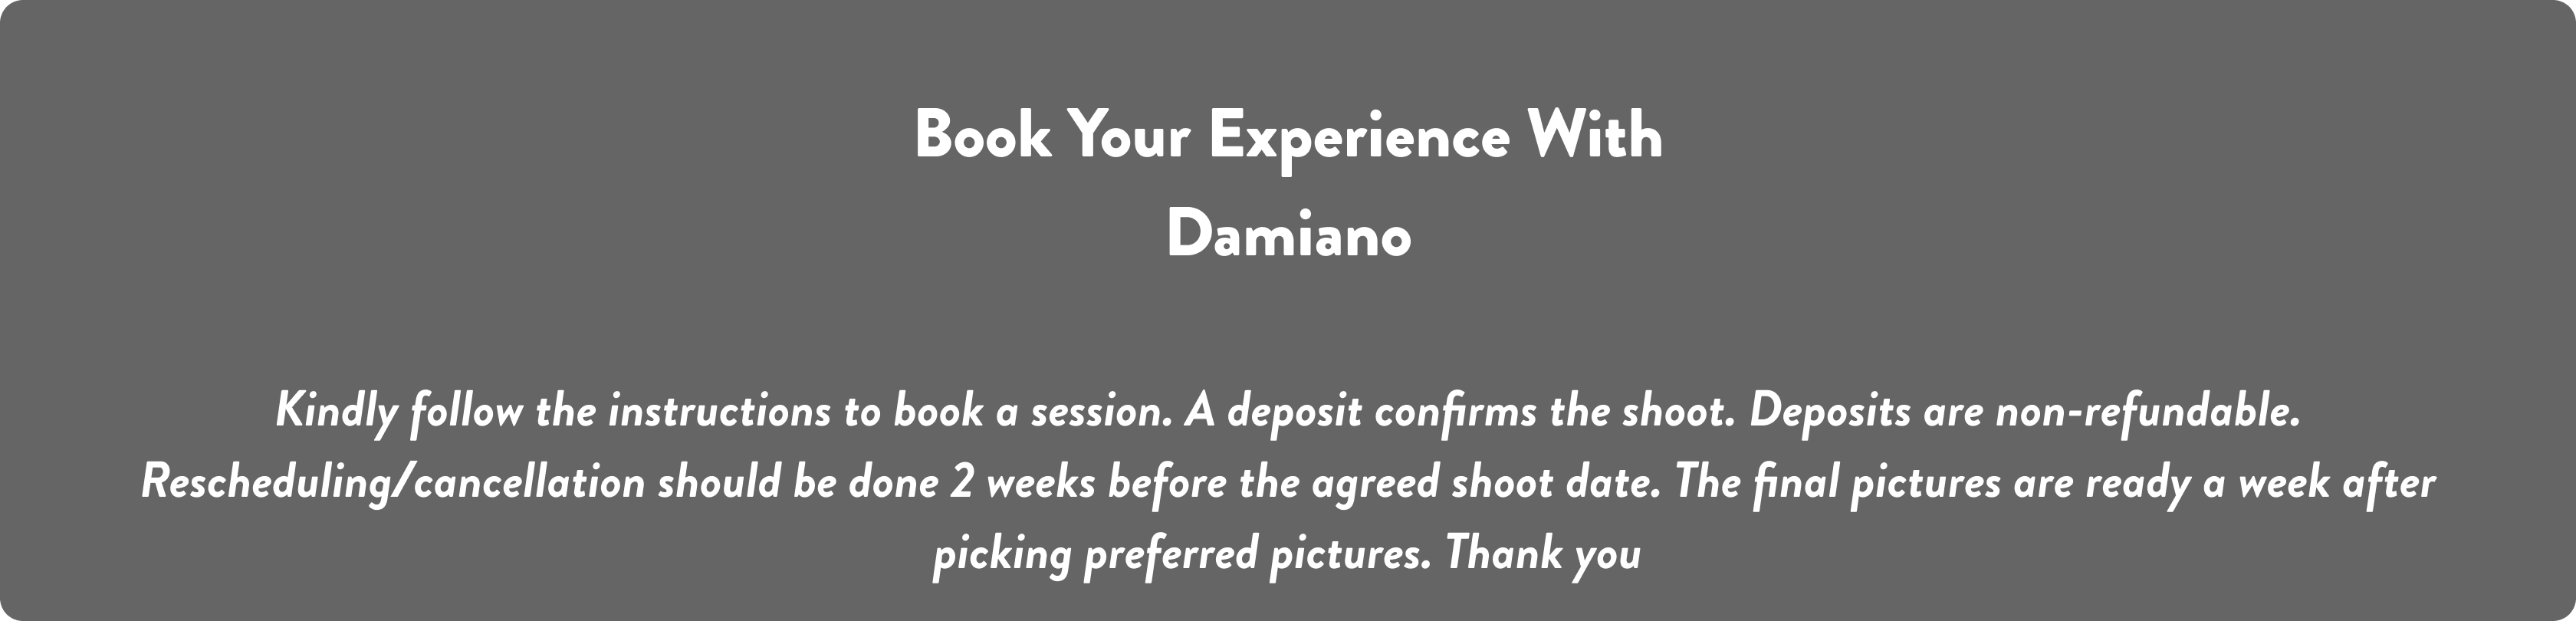 Book Your Experience With
Damiano
Kindly follow the instructions to book a session. A deposit confirms the shoot. Deposits are non-refundable.
Rescheduling/cancellation should be done 2 weeks before the agreed shoot date. The final pictures are ready a week after
picking preferred pictures. Thank you